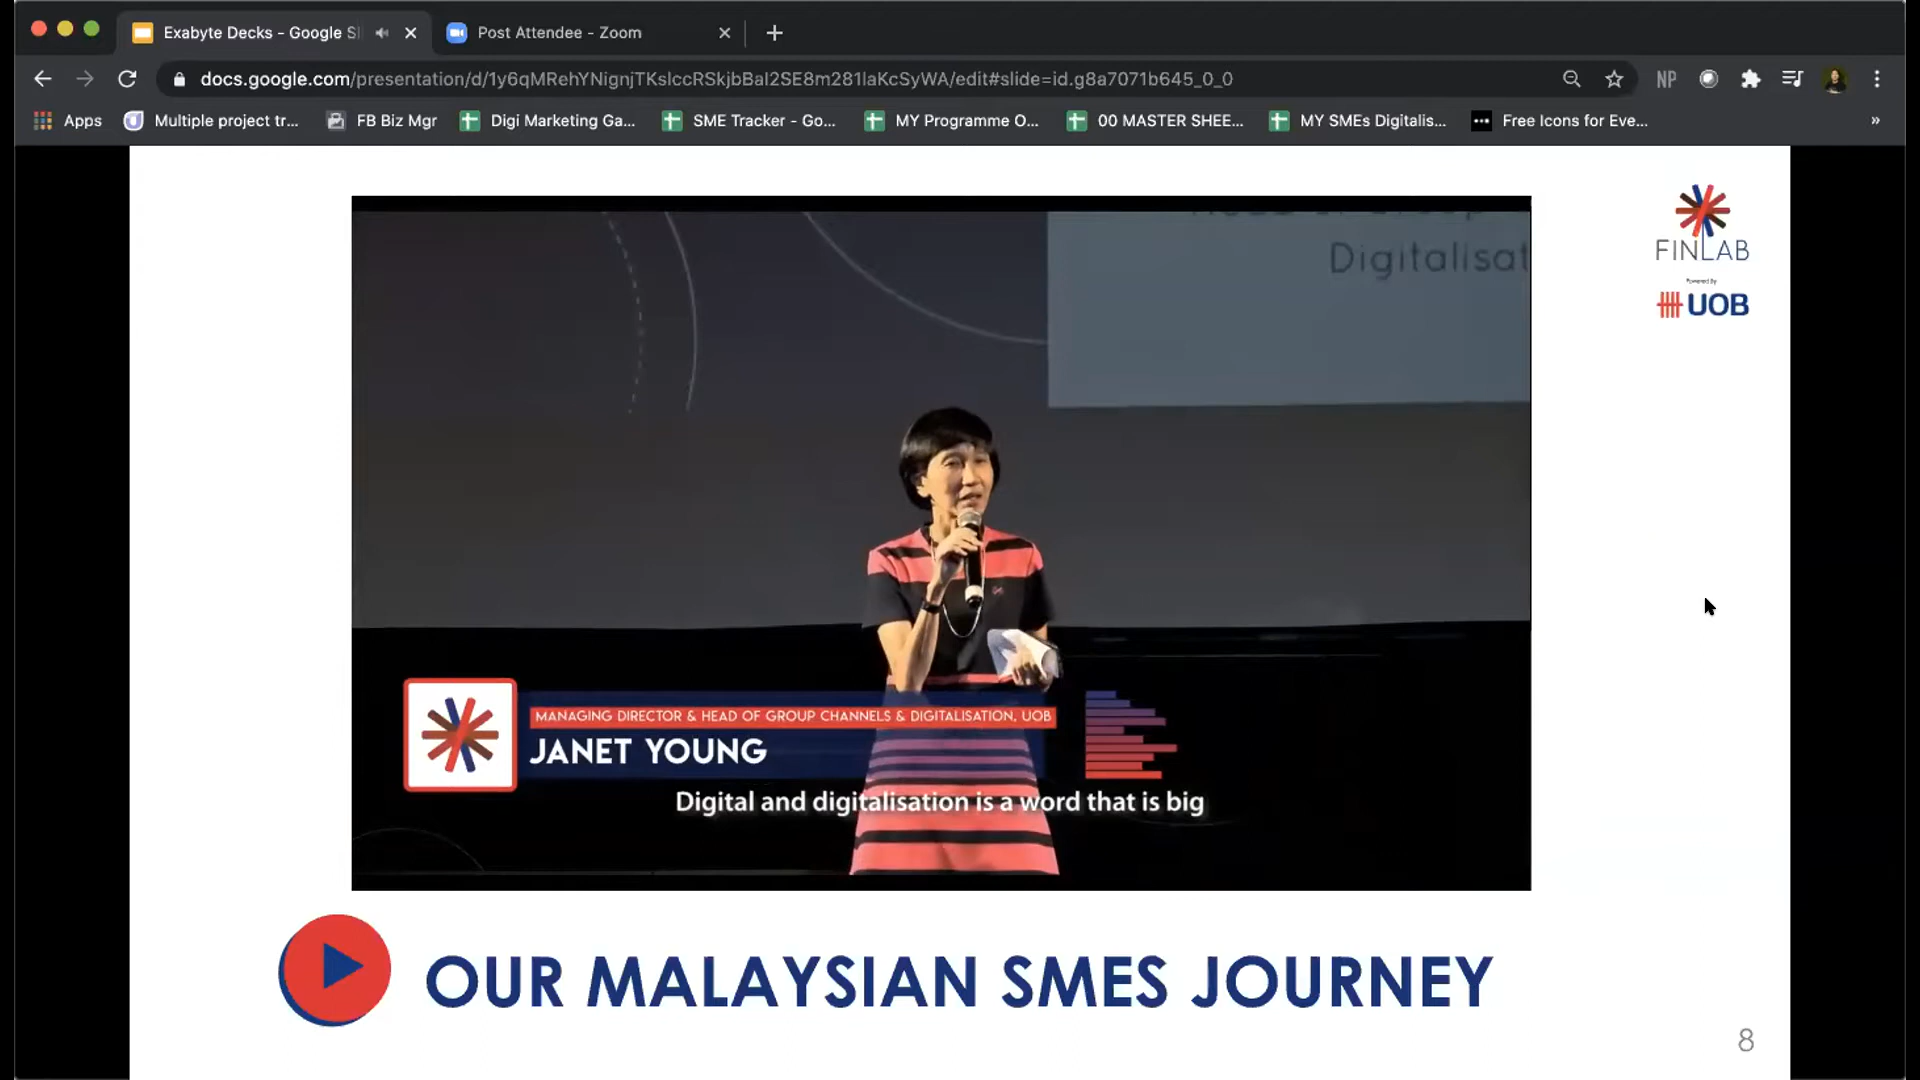 Exabyte Decks - Google Sl
Post Attendee - Zoom
docs.google.com/presentation/d/1y6qMRehYNignjTKslccRSkjbBal2SE8m281laKcSyWA/edit#slide=id.g8a7071b645_0_0
NP
Apps
Multiple project tr...
FB Biz Mgr
Digi Marketing Ga...
SME Tracker - Go...
MY Programme O...
00 MASTER SHEE...
MY SMEs Digitalis...
Free Icons for Eve...
»
FINLAB
Powered by
UOB
Digitalisat
MANAGING DIRECTOR & HEAD OF GROUP CHANNELS & DIGITALISATION, UOB
JANET YOUNG
Digital and digitalisation is a word that is big
OUR MALAYSIAN SMES JOURNEY
8